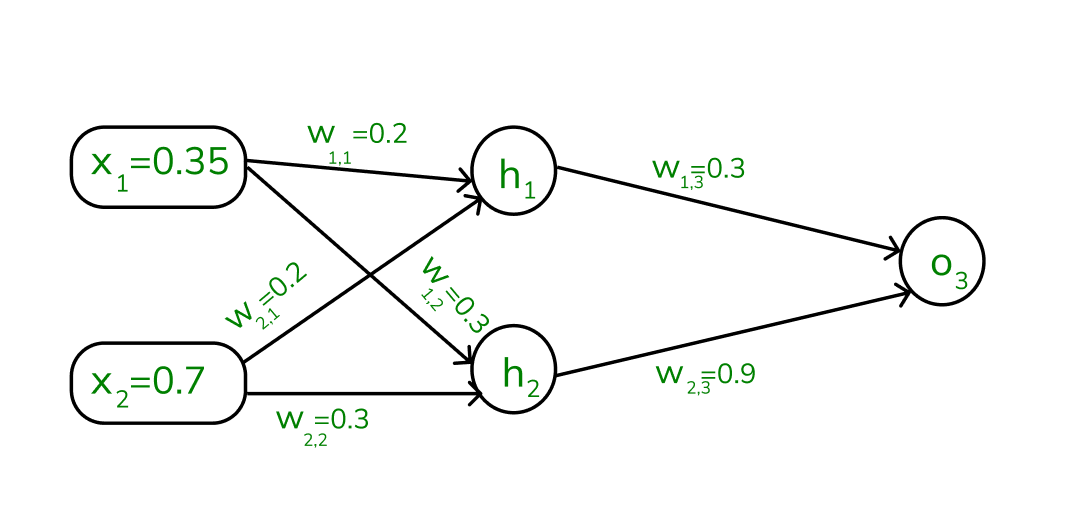 w1,1=0.2
x1=0.35
h1
w1,3=0.3
w2,1=0.2
w1,2=0.3
o3
x2=0.7
h2
w2,3=0.9
w2,2=0.3